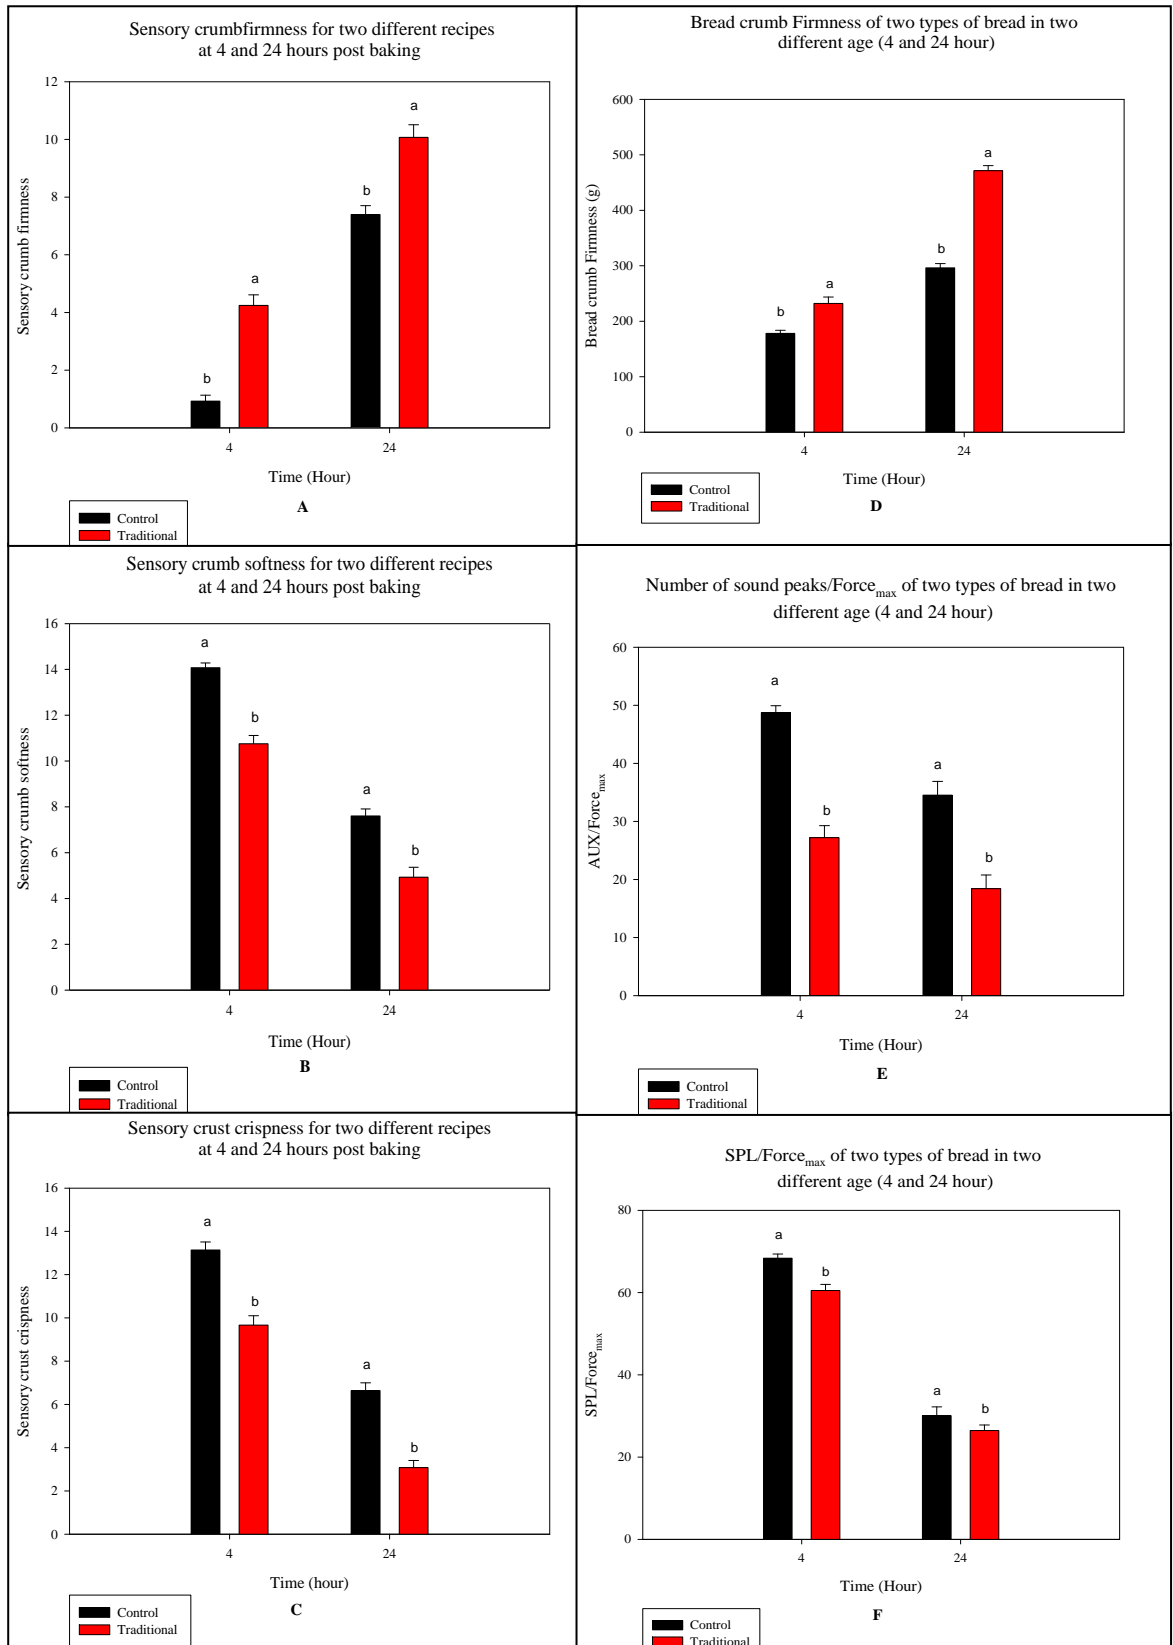 Sensory crumbfirmness for two different recipes
at 4 and 24 hours post baking
12
10
8
6
4
2
0
Sensory crumb firmness
b
a
b
a
4
24
Time (Hour)
A
Control
Traditional
Sensory crumb softness for two different recipes
at 4 and 24 hours post baking
16
14
12
10
8
6
4
2
0
Sensory crumb softness
a
b
a
b
4
24
Time (Hour)
B
Control
Traditional
Sensory crust crispness for two different recipes
at 4 and 24 hours post baking
16
14
12
10
8
6
4
2
0
Sensory crust crispness
a
b
a
b
4
24
Time (hour)
C
Control
Traditional
Bread crumb Firmness of two types of bread in two
different age (4 and 24 hour)
600
500
400
300
200
100
0
Bread crumb Firmness (g)
b
a
b
a
4
24
Time (Hour)
D
Control
Traditional
Number of sound peaks/Forcemax of two types of bread in two
different age (4 and 24 hour)
60
50
40
30
20
10
0
AUX/Forcemax
a
b
a
b
4
24
Time (Hour)
E
Control
Traditional
SPL/Forcemax of two types of bread in two
different age (4 and 24 hour)
80
60
40
20
0
SPL/Forcemax
a
b
a
b
4
24
Time (Hour)
F
Control
Traditional